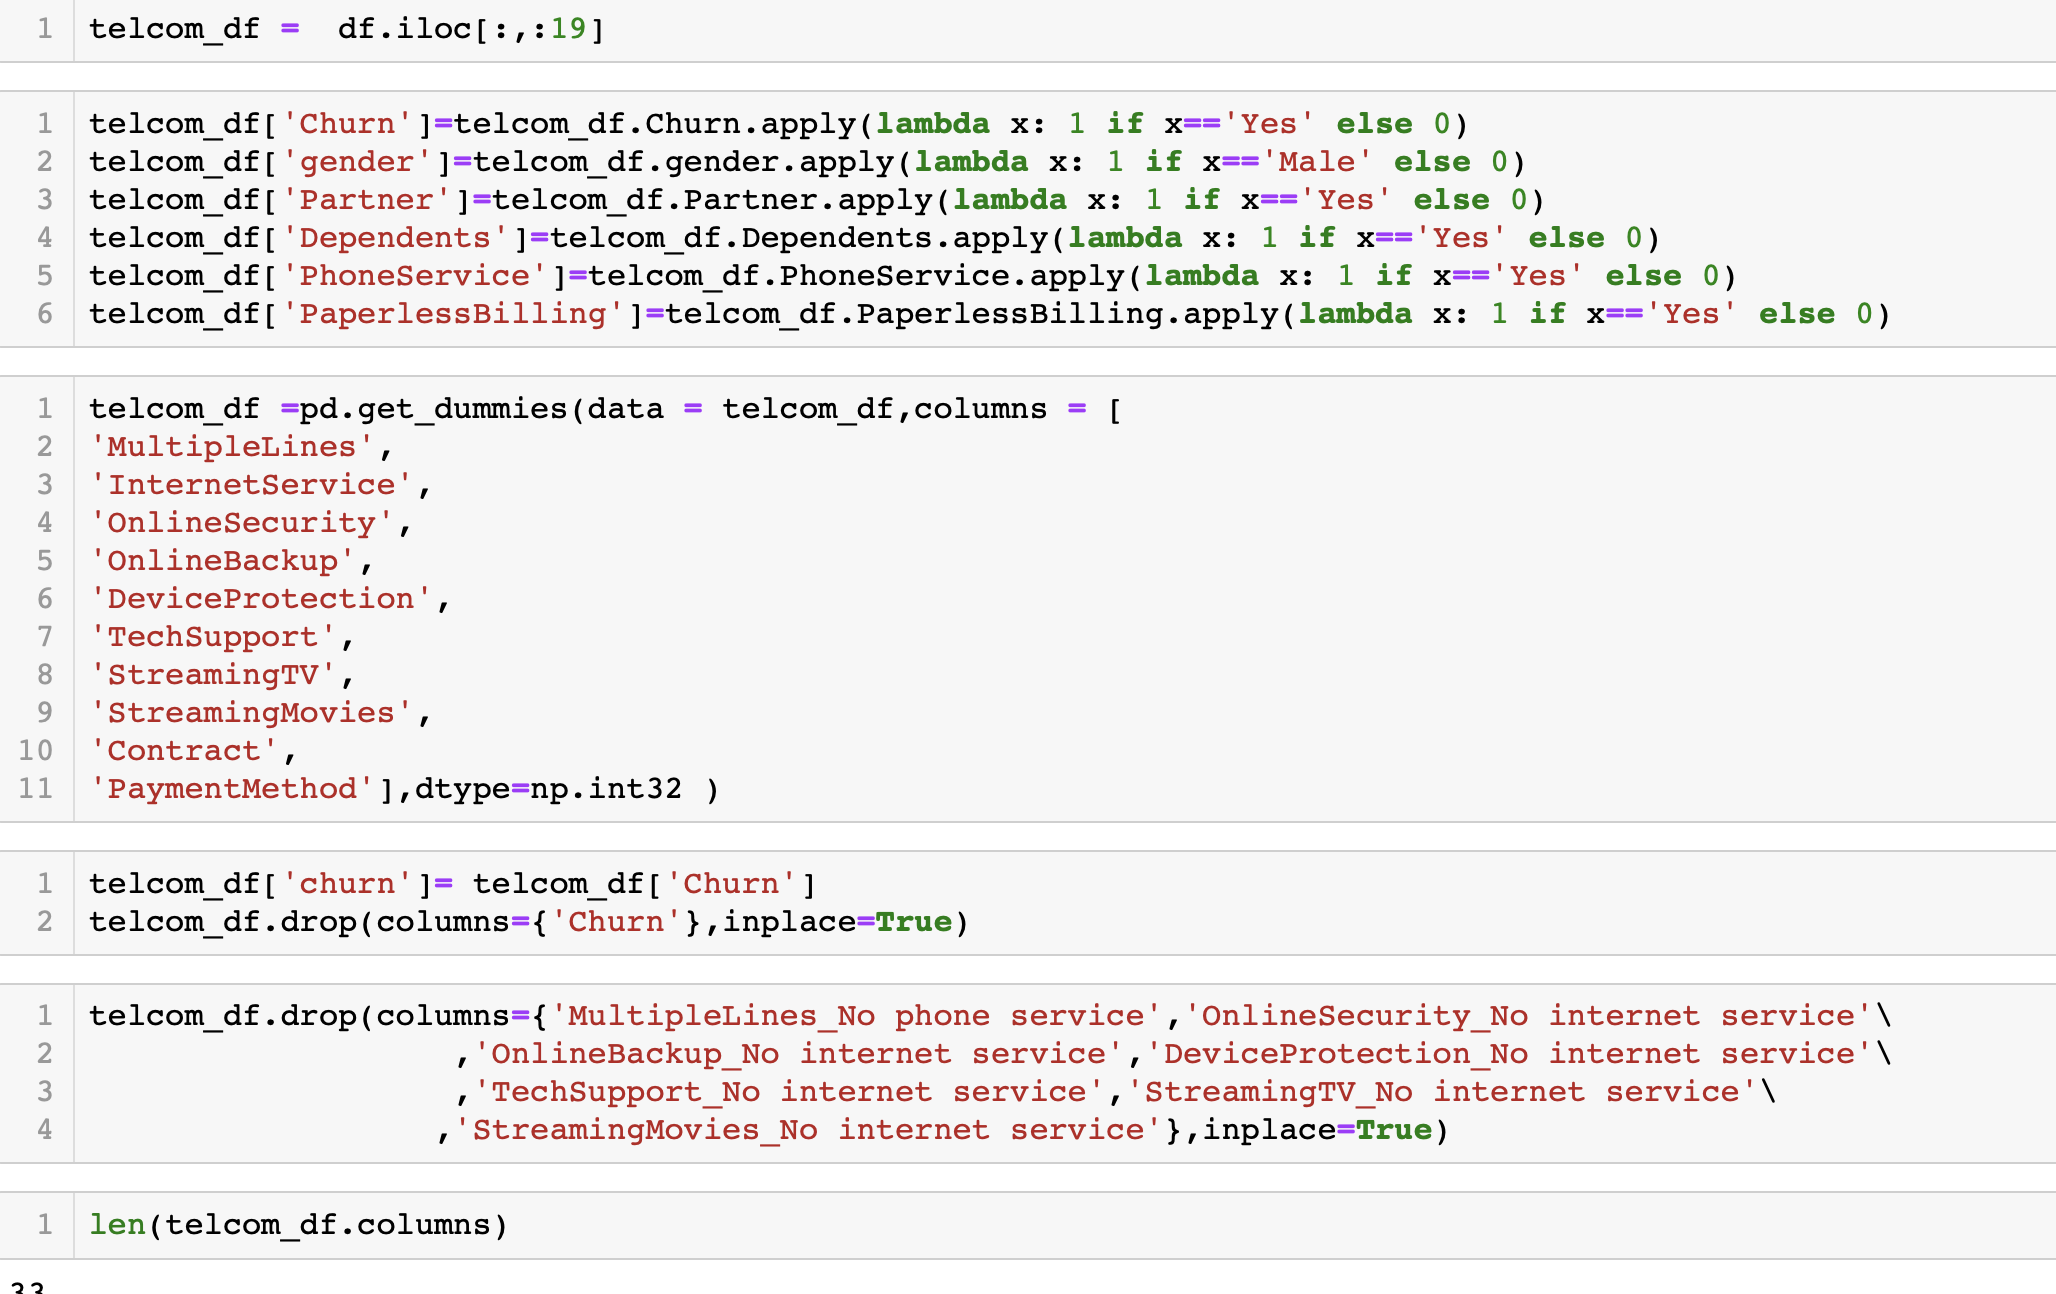 1 telcom_df =  df.iloc[:,:19]
1 telcom_df['Churn']=telcom_df.Churn.apply(lambda x: 1 if x=='Yes' else 0)
2 telcom_df['gender']=telcom_df.gender.apply(lambda x: 1 if x=='Male' else 0)
3 telcom_df['Partner']=telcom_df.Partner.apply(lambda x: 1 if x=='Yes' else 0)
4 telcom_df['Dependents']=telcom_df.Dependents.apply(lambda x: 1 if x=='Yes' else 0)
5 telcom_df['PhoneService']=telcom_df.PhoneService.apply(lambda x: 1 if x=='Yes' else 0)
6 telcom_df['PaperlessBilling']=telcom_df.PaperlessBilling.apply(lambda x: 1 if x=='Yes' else 0)
1 telcom_df =pd.get_dummies(data = telcom_df,columns = [
2 'MultipleLines',
3 'InternetService',
4 'OnlineSecurity',
5 'OnlineBackup',
6 'DeviceProtection',
7 'TechSupport',
8 'StreamingTV',
9 'StreamingMovies',
10 'Contract',
11 'PaymentMethod'],dtype=np.int32 )
1 telcom_df['churn']= telcom_df['Churn']
2 telcom_df.drop(columns={'Churn'},inplace=True)
1 telcom_df.drop(columns={'MultipleLines_No phone service','OnlineSecurity_No internet service'\
2                    ,'OnlineBackup_No internet service','DeviceProtection_No internet service'\
3                    ,'TechSupport_No internet service','StreamingTV_No internet service'\
4                   ,'StreamingMovies_No internet service'},inplace=True)
1 len(telcom_df.columns)
33